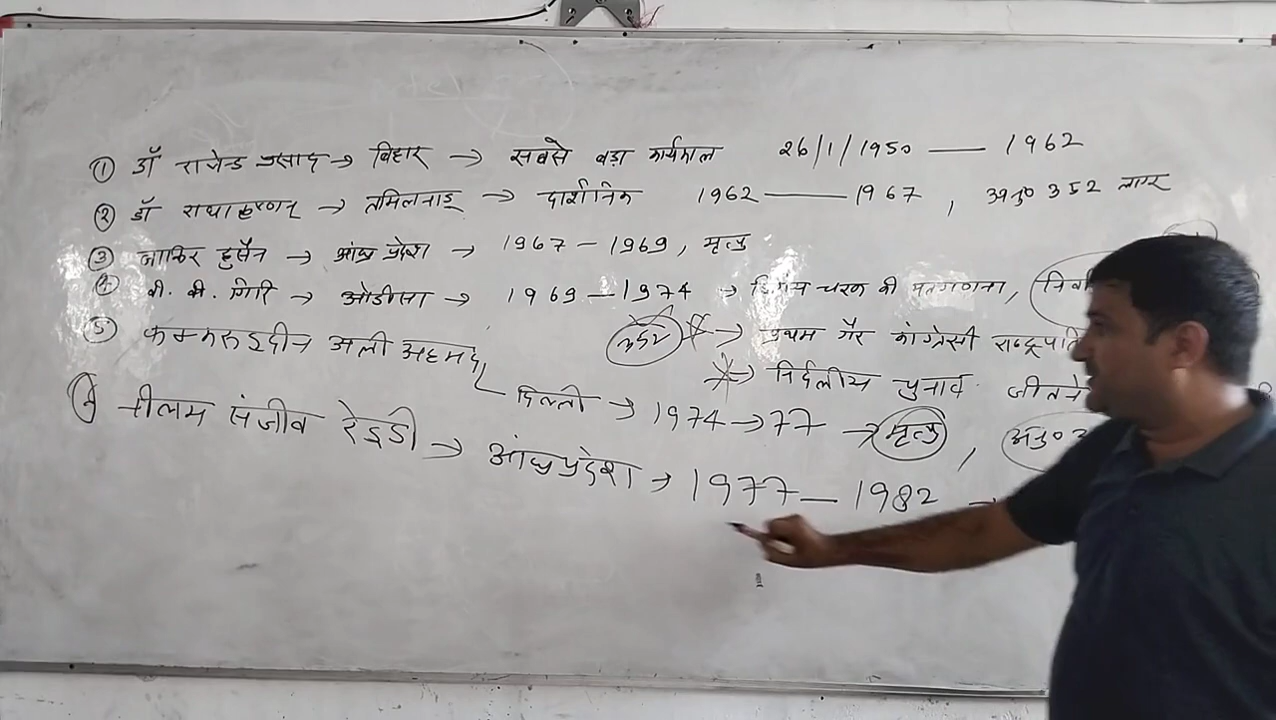 ① डॉ राजेन्द्र प्रसाद → बिहार → सबसे बड़ा कार्यकाल 26/1/1950 — 1962
② डॉ राधाकृष्णन् → तमिलनाडू → दार्शनिक 1962 — 1967 , अनु० 352 लागू
③ जाकिर हुसैन → आंध्र प्रदेश → 1967 - 1969, मृत्यु
④ वी. वी. गिरि → ओडीसा → 1969 - 1974 → चरण की मतगणना,
352 → प्रथम गैर कांग्रेसी राष्ट्रपति
→ निर्दलीय चुनाव जीतने
⑤ फकरूद्दीन अली अहमद दिल्ली → 1974 → 77 → मृत्यु , अनु०
नीलम संजीव रेड्डी → आंध्रप्रदेश → 1977 — 1982 →